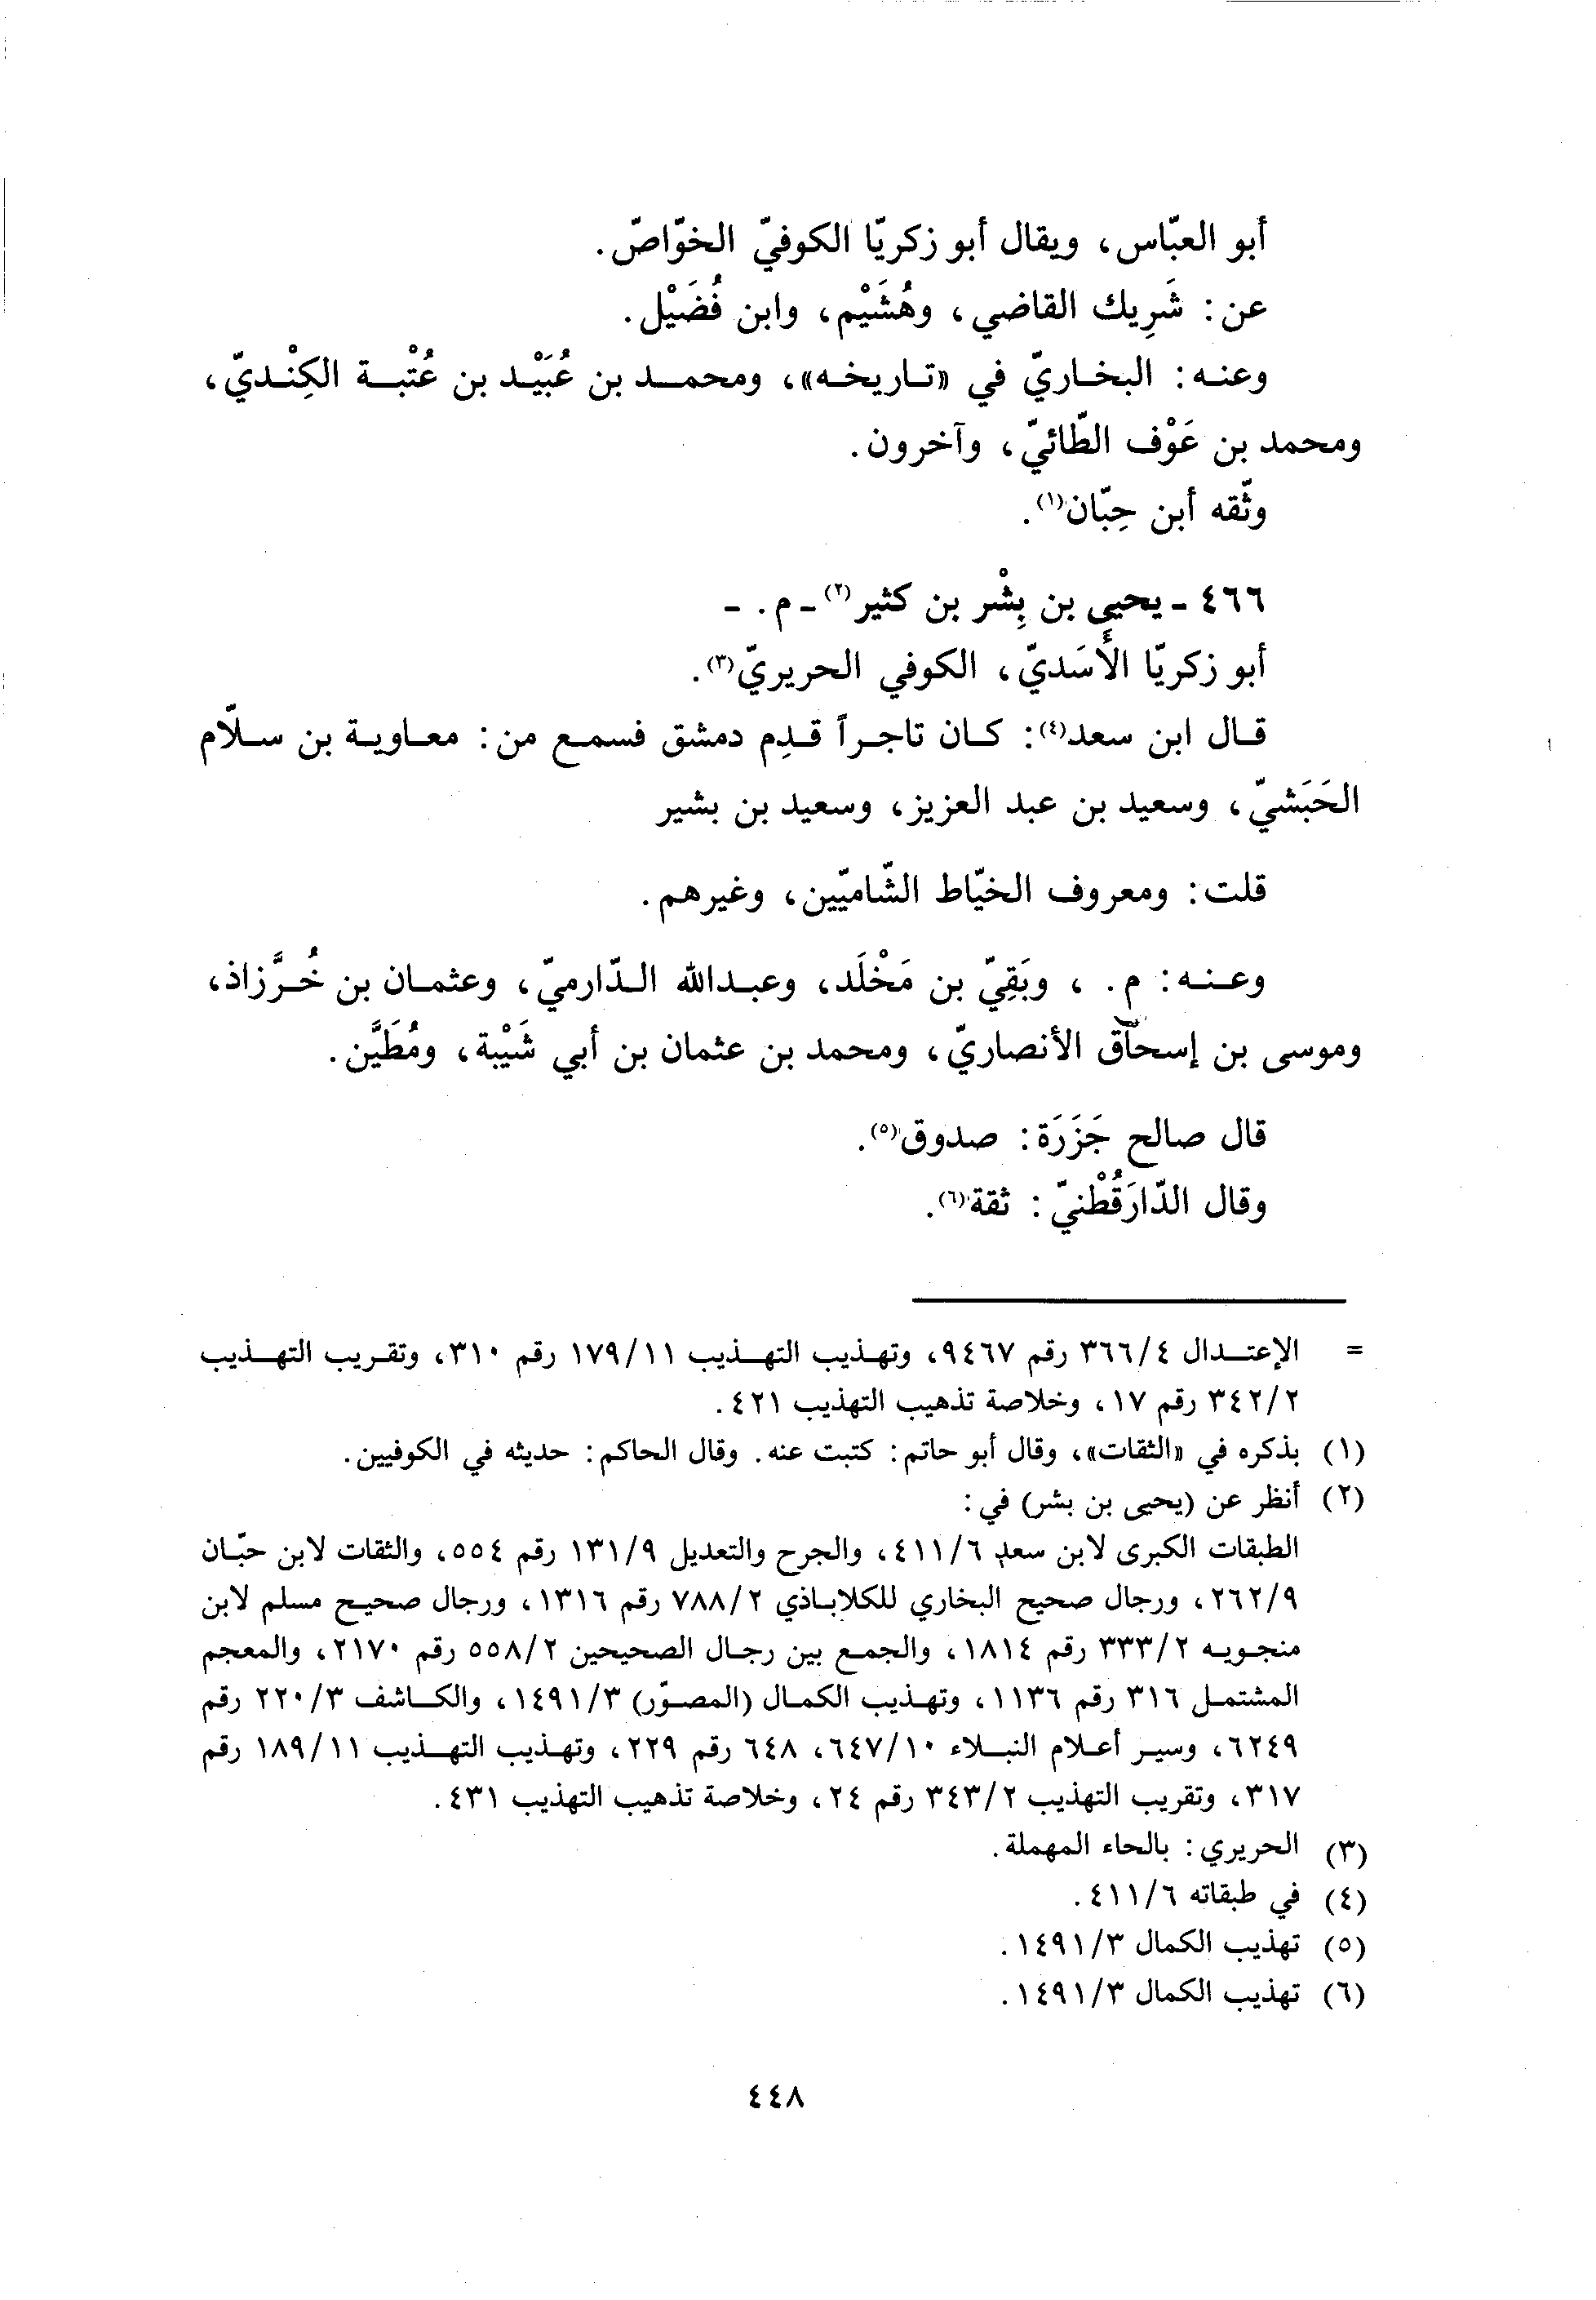 أبو العبّاس، ويقال أبو زكريّا الكوفيّ الخوّاصّ.
عن: شَرِيك القاضي، وهُشَيْم، وابن فُضَيْل.
وعنه: البخاريّ في «تاريخه»، ومحمد بن عُبَيْد بن عُتْبة الكِنْديّ،
ومحمد بن عَوْف الطّائيّ، وآخرون.
وثّقه أبن حِبّان(١).
٤٦٦ - يحيى بن بِشْر بن كثير(٢) - م. -
أبو زكريّا الأَسَديّ، الكوفي الحريريّ(٣).
قال ابن سعد(٤): كان تاجراً قدِم دمشق فسمع من: معاوية بن سلّام
الحَبَشيّ، وسعيد بن عبد العزيز، وسعيد بن بشير
قلت: ومعروف الخيّاط الشّاميّين، وغيرهم.
وعنه: م. ، وبَقِيّ بن مَخْلَد، وعبدالله الدّارميّ، وعثمان بن خُرَّزاذ،
وموسى بن إسحاق الأنصاريّ، ومحمد بن عثمان بن أبي شَيْبة، ومُطَيَّن.
قال صالح جَزَرَة: صدوق(٥).
وقال الدّارَقُطْنيّ: ثقة(٦).
= الإعتدال ٣٦٦/٤ رقم ٩٤٦٧، وتهذيب التهذيب ١٧٩/١١ رقم ٣١٠، وتقريب التهذيب
٣٤٢/٢ رقم ١٧، وخلاصة تذهيب التهذيب ٤٢١.
(١) بذكره في «الثقات»، وقال أبو حاتم: كتبت عنه. وقال الحاكم: حديثه في الكوفيين.
(٢) أنظر عن (يحيى بن بشر) في:
الطبقات الكبرى لابن سعد ٤١١/٦، والجرح والتعديل ١٣١/٩ رقم ٥٥٤، والثقات لابن حبّان
٢٦٢/٩، ورجال صحيح البخاري للكلاباذي ٧٨٨/٢ رقم ١٣١٦، ورجال صحيح مسلم لابن
منجويه ٣٣٣/٢ رقم ١٨١٤، والجمع بين رجال الصحيحين ٥٥٨/٢ رقم ٢١٧٠، والمعجم
المشتمل ٣١٦ رقم ١١٣٦، وتهذيب الكمال (المصوّر) ١٤٩١/٣، والكاشف ٢٢٠/٣ رقم
٦٢٤٩، وسير أعلام النبلاء ٦٤٧/١٠، ٦٤٨ رقم ٢٢٩، وتهذيب التهذيب ١٨٩/١١ رقم
٣١٧، وتقريب التهذيب ٣٤٣/٢ رقم ٢٤، وخلاصة تذهيب التهذيب ٤٣١.
(٣) الحريري: بالحاء المهملة.
(٤) في طبقاته ٤١١/٦.
(٥) تهذيب الكمال ١٤٩١/٣.
(٦) تهذيب الكمال ١٤٩١/٣.
٤٤٨